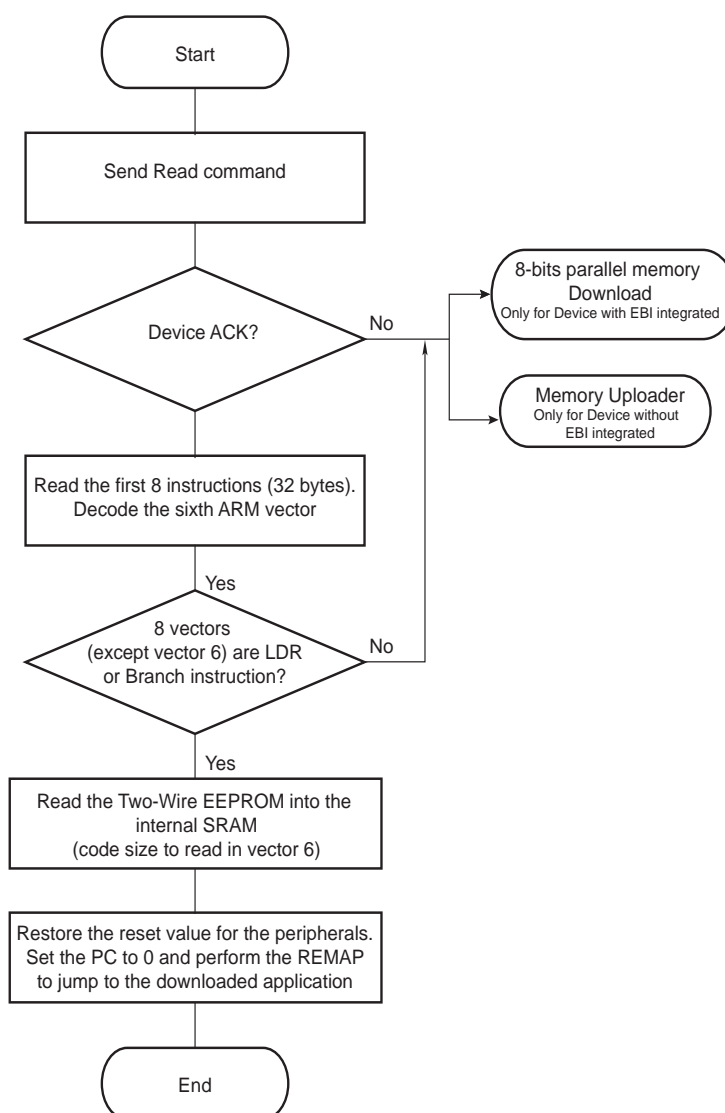 Start
Send Read command
Device ACK?
No
8-bits parallel memory
Download
Only for Device with EBI integrated
Memory Uploader
Only for Device without
EBI integrated
Read the first 8 instructions (32 bytes).
Decode the sixth ARM vector
Yes
8 vectors
(except vector 6) are LDR
or Branch instruction?
No
Yes
Read the Two-Wire EEPROM into the
internal SRAM
(code size to read in vector 6)
Restore the reset value for the peripherals.
Set the PC to 0 and perform the REMAP
to jump to the downloaded application
End